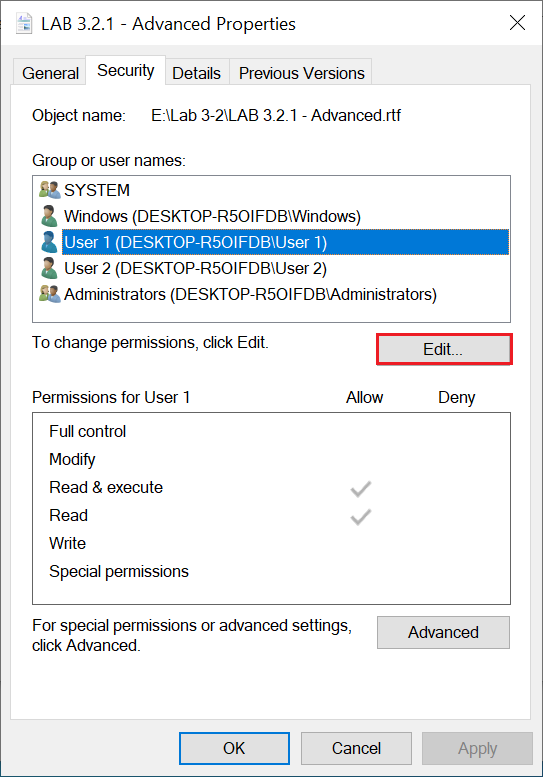 LAB 3.2.1 - Advanced Properties
General Security Details Previous Versions
Object name: E:\Lab 3-2\LAB 3.2.1 - Advanced.rtf
Group or user names:
SYSTEM
Windows (DESKTOP-R5OIFDB\Windows)
User 1 (DESKTOP-R5OIFDB\User 1)
User 2 (DESKTOP-R5OIFDB\User 2)
Administrators (DESKTOP-R5OIFDB\Administrators)
To change permissions, click Edit.
Edit...
Permissions for User 1 Allow Deny
Full control
Modify
Read & execute
Read
Write
Special permissions
For special permissions or advanced settings,
click Advanced.
Advanced
OK Cancel Apply